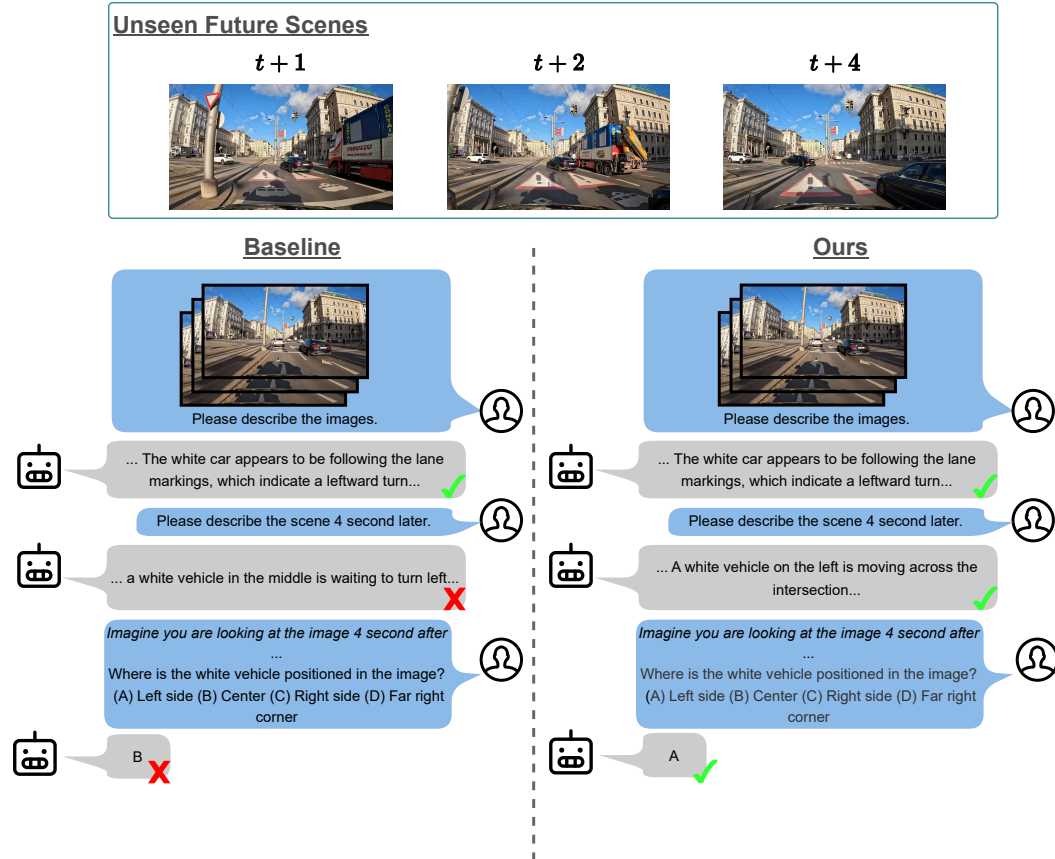 Unseen Future Scenes
t + 1
t + 2
t + 4
Baseline
Please describe the images.
... The white car appears to be following the lane
markings, which indicate a leftward turn...
Please describe the scene 4 second later.
... a white vehicle in the middle is waiting to turn left...
Imagine you are looking at the image 4 second after
...
Where is the white vehicle positioned in the image?
(A) Left side (B) Center (C) Right side (D) Far right
corner
B
Ours
Please describe the images.
... The white car appears to be following the lane
markings, which indicate a leftward turn...
Please describe the scene 4 second later.
... A white vehicle on the left is moving across the
intersection...
Imagine you are looking at the image 4 second after
...
Where is the white vehicle positioned in the image?
(A) Left side (B) Center (C) Right side (D) Far right
corner
A